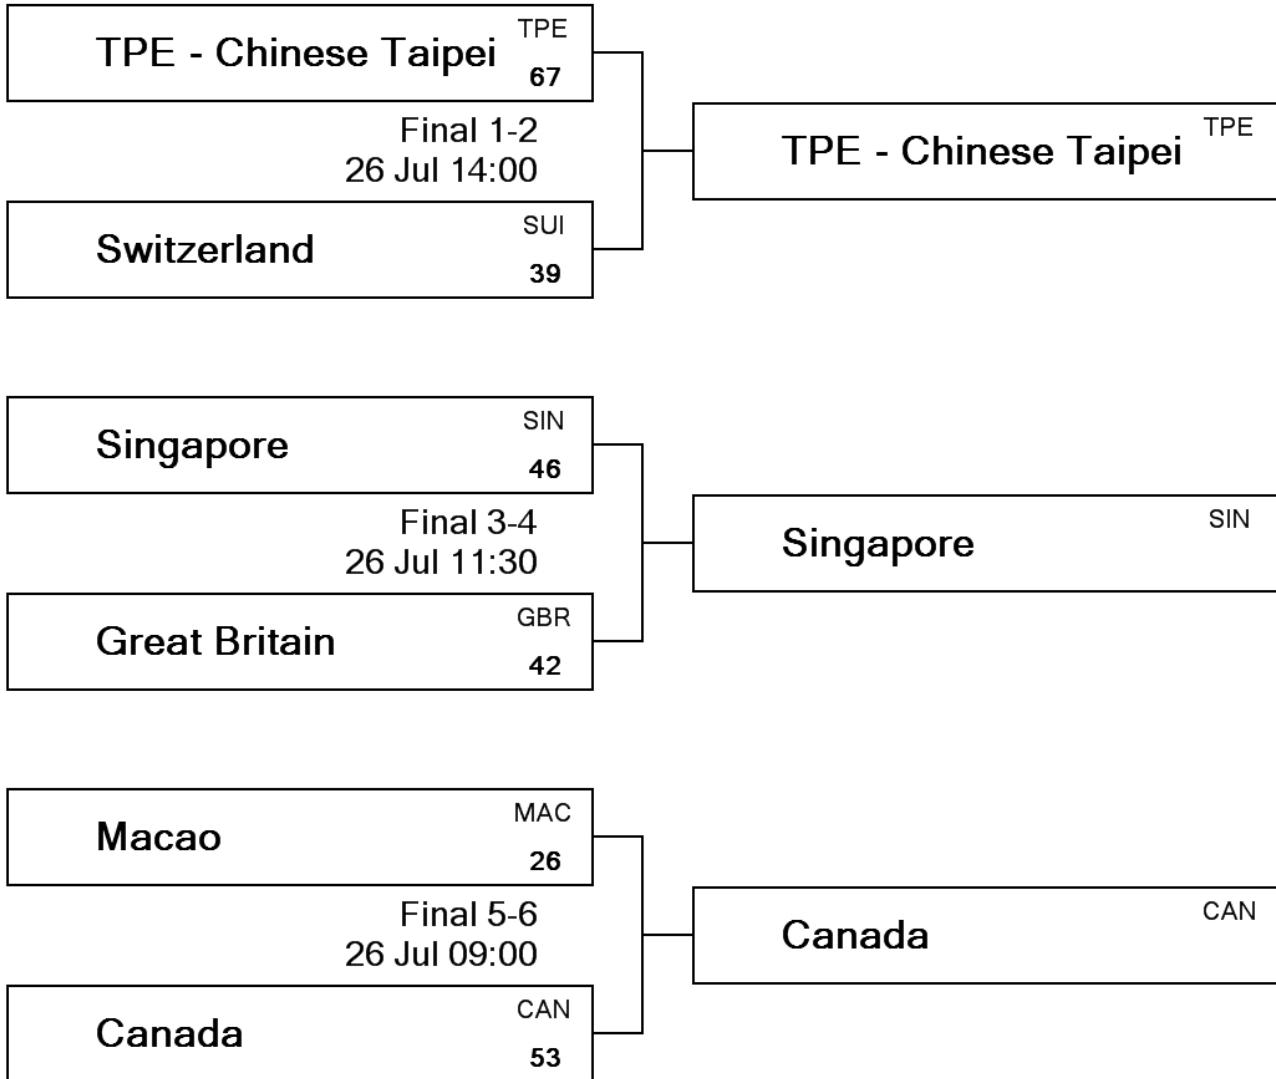 TPE - Chinese Taipei TPE
67
Final 1-2
26 Jul 14:00
Switzerland SUI
39
TPE - Chinese Taipei TPE
Singapore SIN
46
Final 3-4
26 Jul 11:30
Great Britain GBR
42
Singapore SIN
Macao MAC
26
Final 5-6
26 Jul 09:00
Canada CAN
53
Canada CAN